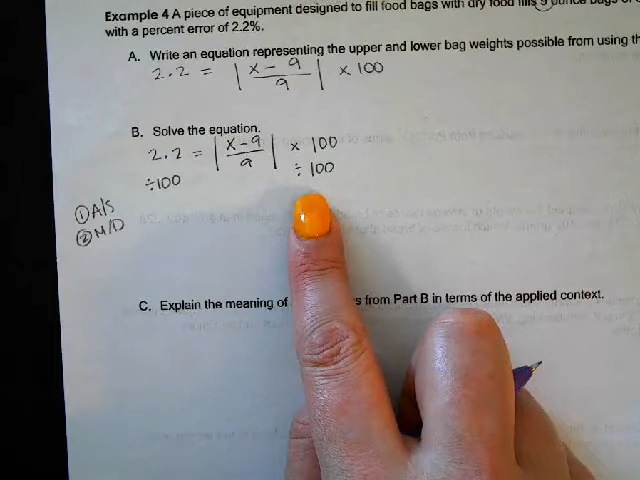 Example 4 A piece of equipment designed to fill food bags with dry food fills 9 ounce bags of
with a percent error of 2.2%.
A. Write an equation representing the upper and lower bag weights possible from using
2.2 = | x - 9 / 9 | × 100
B. Solve the equation.
2.2 = | x - 9 / 9 | × 100
÷100 ÷ 100
① A/S
② M/D
C. Explain the meaning of from Part B in terms of the applied context.